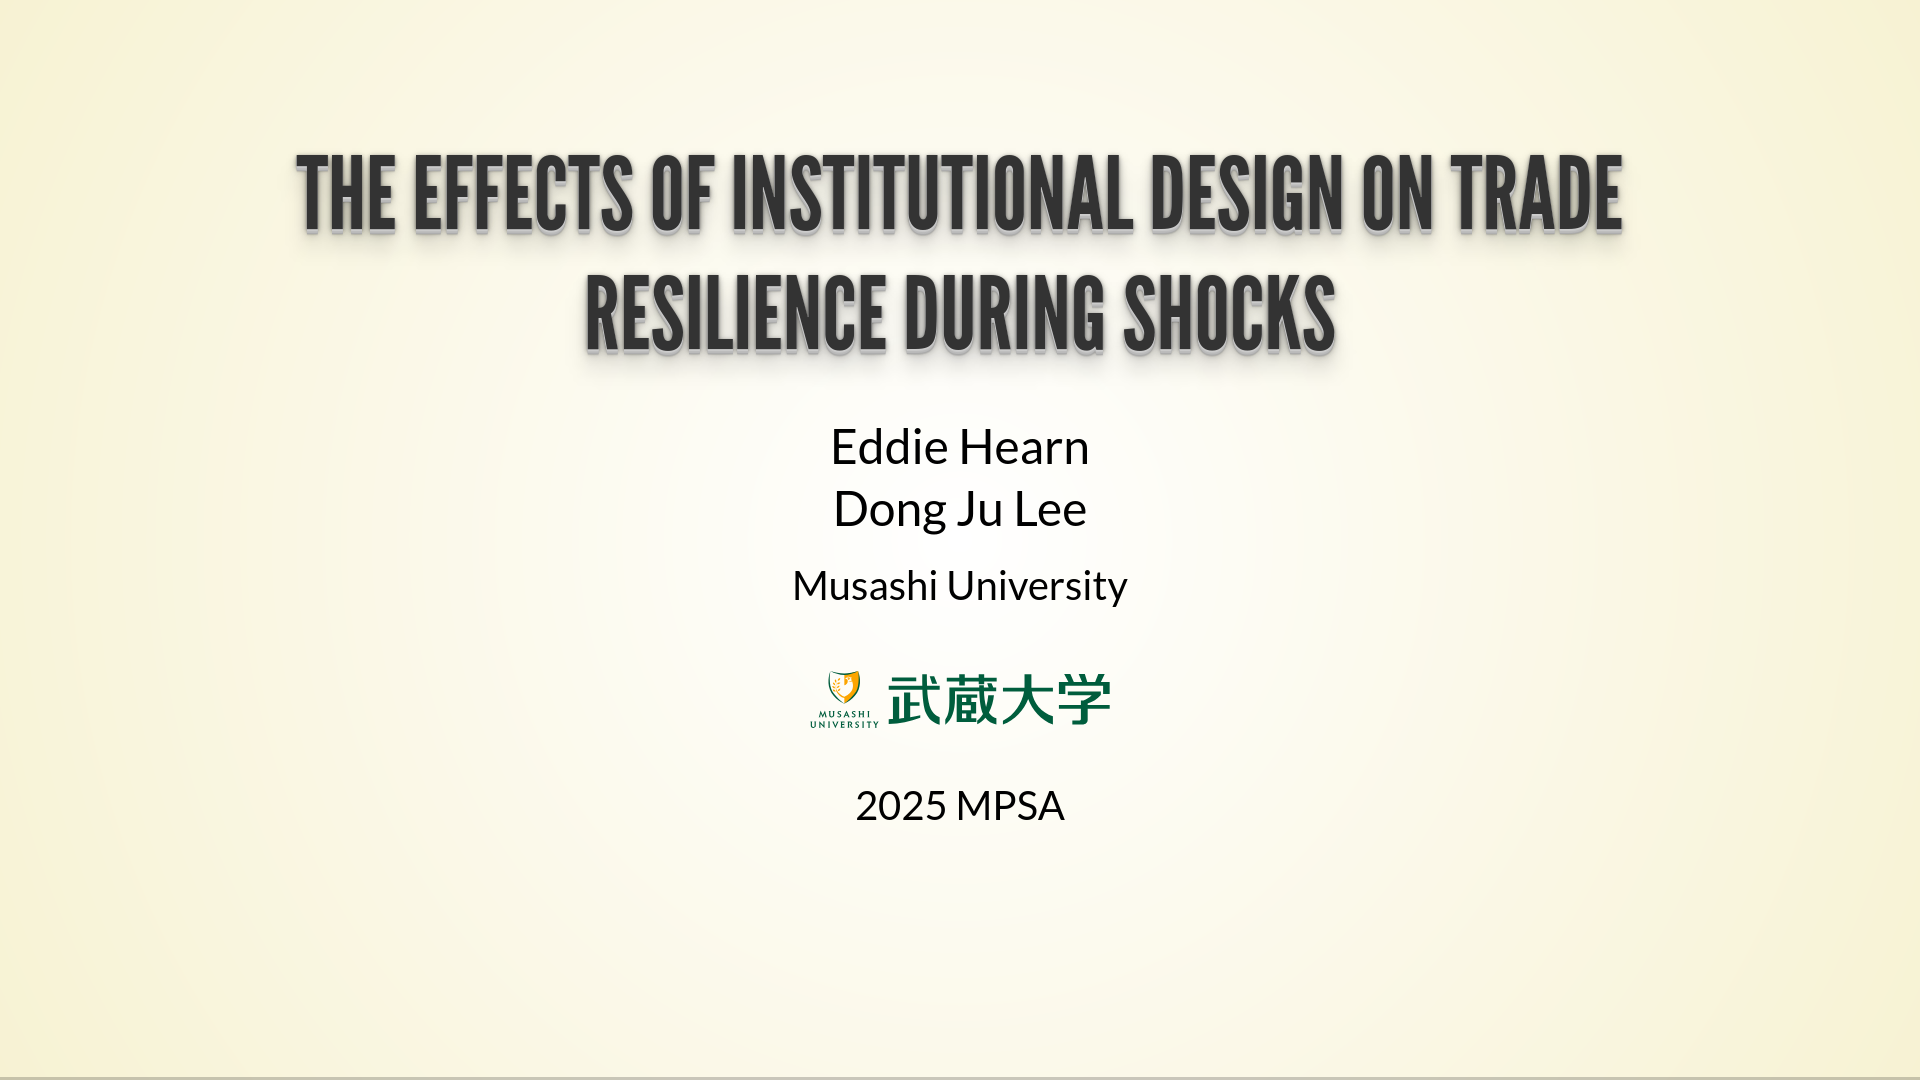 THE EFFECTS OF INSTITUTIONAL DESIGN ON TRADE
RESILIENCE DURING SHOCKS
Eddie Hearn
Dong Ju Lee
Musashi University
MUSASHI
UNIVERSITY
武蔵大学
2025 MPSA